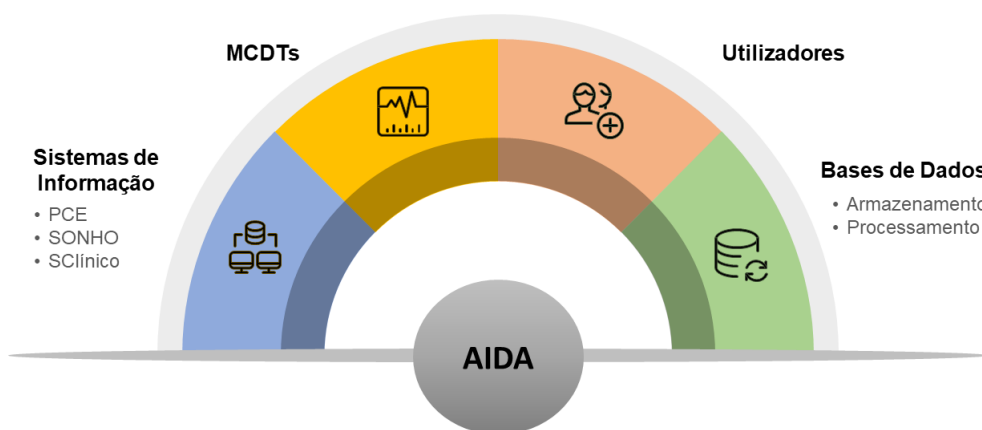 MCDTs
Utilizadores
Sistemas de
Informação
• PCE
• SONHO
• SClínico
Bases de Dados
• Armazenamento
• Processamento
AIDA